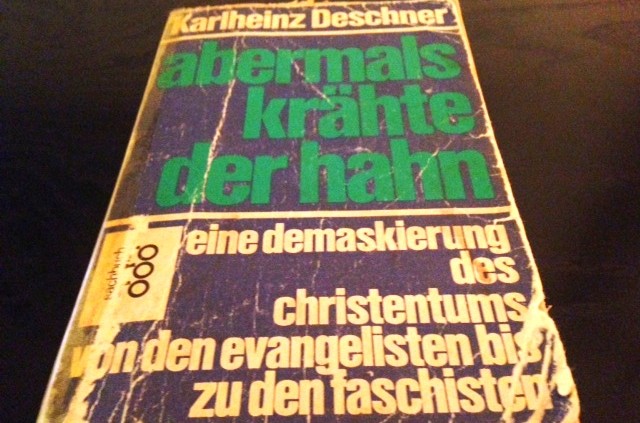 Karlheinz Deschner
abermals
krähte
der hahn
eine demaskierung
des
christentums
von den evangelisten bis
zu den faschisten
sachbuch
rororo